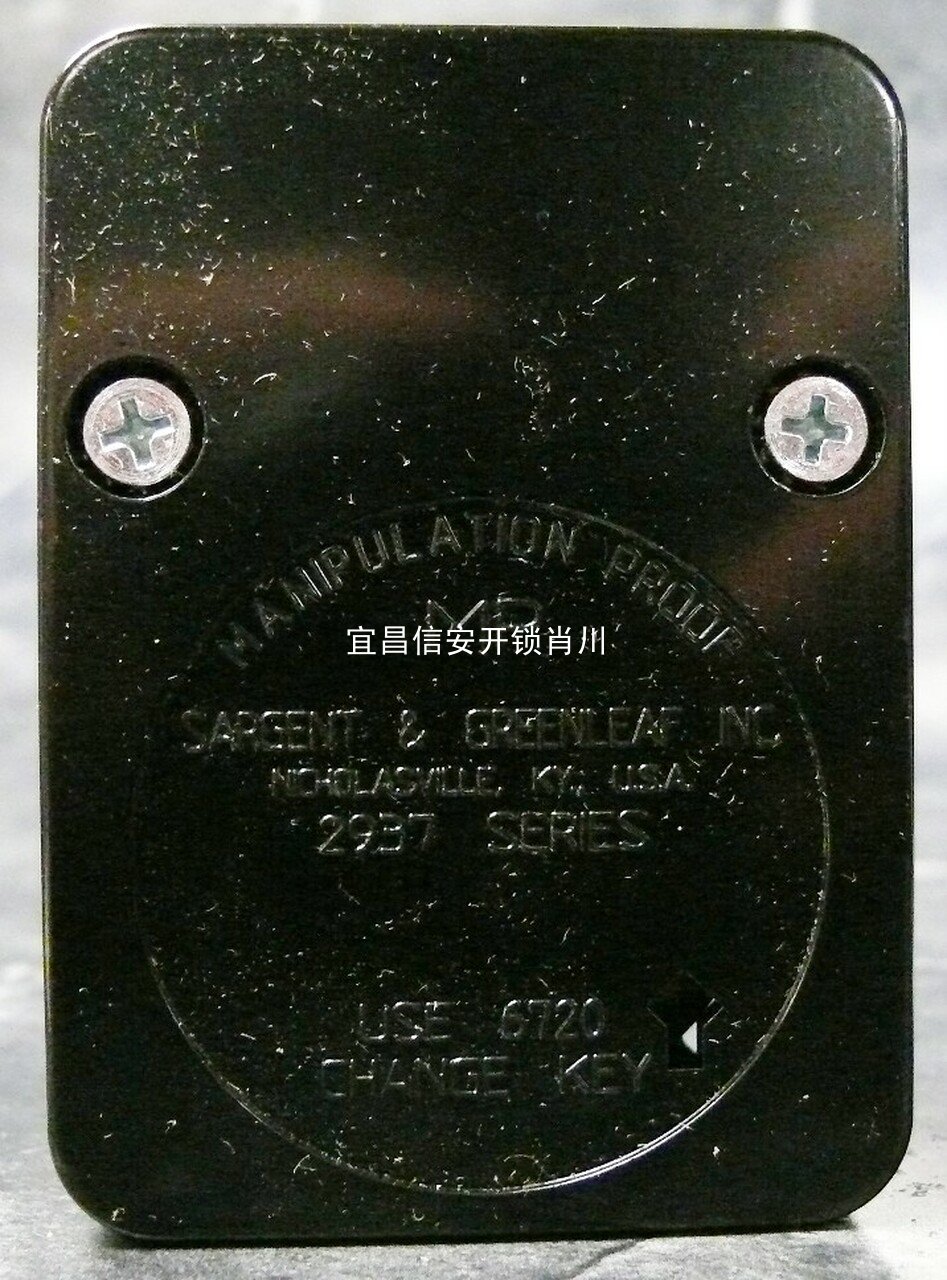 MANIPULATION PROOF
MP
宜昌信安开锁肖川
SARGENT & GREENLEAF INC
NICHOLASVILLE, KY., U.S.A.
2937 SERIES
USE 6720
CHANGE KEY